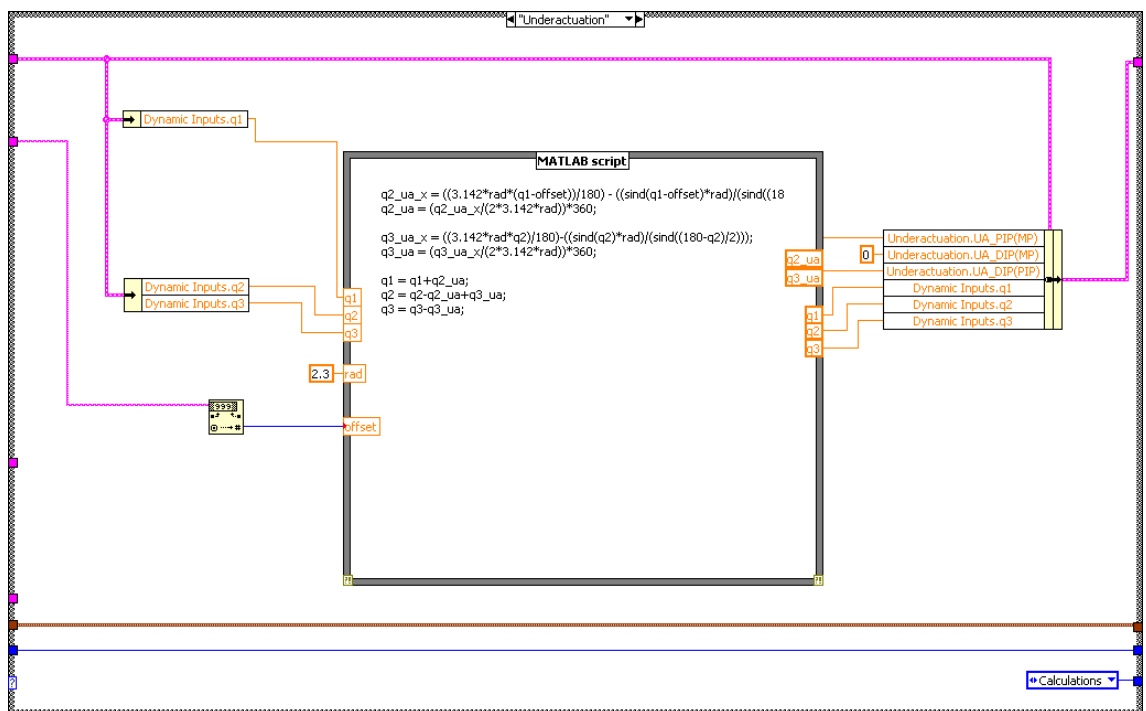 "Underactuation"
Dynamic Inputs.q1
MATLAB script
q2_ua_x = ((3.142*rad*(q1-offset))/180) - ((sind(q1-offset)*rad)/(sind((18
q2_ua = (q2_ua_x/(2*3.142*rad))*360;
q3_ua_x = ((3.142*rad*q2)/180)-((sind(q2)*rad)/(sind((180-q2)/2)));
q3_ua = (q3_ua_x/(2*3.142*rad))*360;
q1 = q1+q2_ua;
q2 = q2-q2_ua+q3_ua;
q3 = q3-q3_ua;
Dynamic Inputs.q2
Dynamic Inputs.q3
q1
q2
q3
2.3
rad
999
offset
q2_ua
q3_ua
q1
q2
q3
0
Underactuation.UA_PIP(MP)
Underactuation.UA_DIP(MP)
Underactuation.UA_DIP(PIP)
Dynamic Inputs.q1
Dynamic Inputs.q2
Dynamic Inputs.q3
?
Calculations